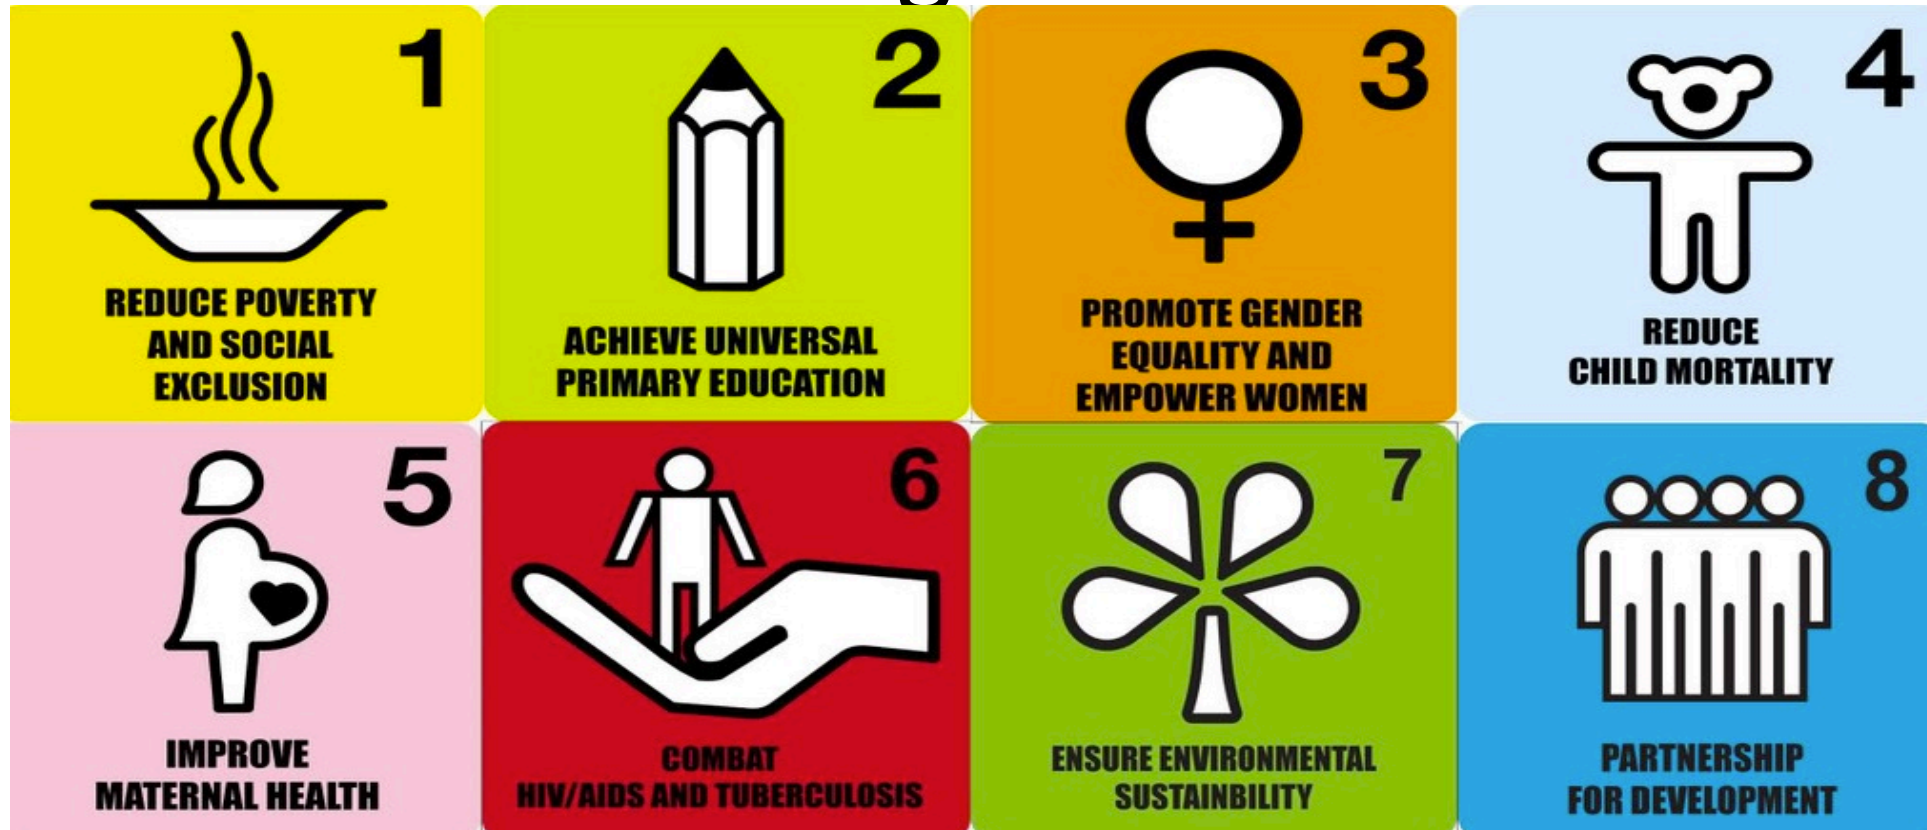 1
REDUCE POVERTY
AND SOCIAL
EXCLUSION
2
ACHIEVE UNIVERSAL
PRIMARY EDUCATION
3
PROMOTE GENDER
EQUALITY AND
EMPOWER WOMEN
4
REDUCE
CHILD MORTALITY
5
IMPROVE
MATERNAL HEALTH
6
COMBAT
HIV/AIDS AND TUBERCULOSIS
7
ENSURE ENVIRONMENTAL
SUSTAINBILITY
8
PARTNERSHIP
FOR DEVELOPMENT